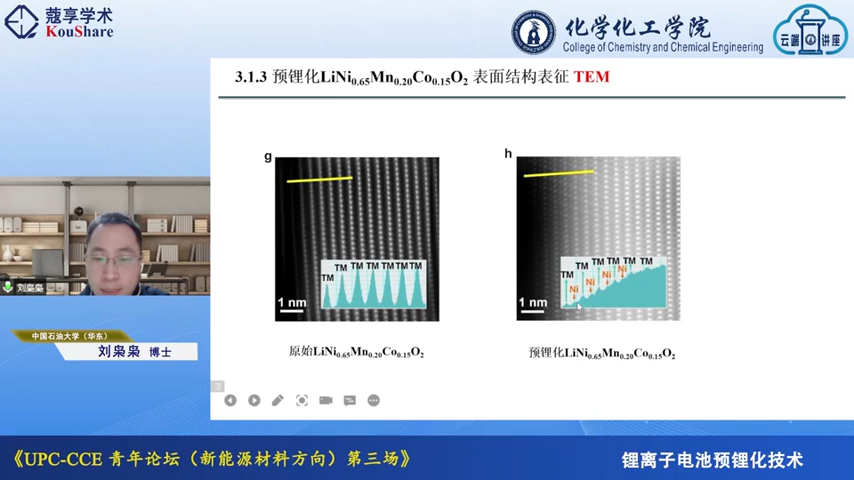 蔻享学术
KouShare
化学化工学院
College of Chemistry and Chemical Engineering
云端讲座
3.1.3 预锂化LiNi0.65Mn0.20Co0.15O2 表面结构表征 TEM
g
h
TM TM TM TM TM TM TM
1 nm
TM TM TM TM TM TM
Ni Ni Ni Ni
1 nm
原始LiNi0.65Mn0.20Co0.15O2
预锂化LiNi0.65Mn0.20Co0.15O2
刘枭枭
中国石油大学（华东）
刘枭枭 博士
《UPC-CCE 青年论坛（新能源材料方向）第三场》
锂离子电池预锂化技术